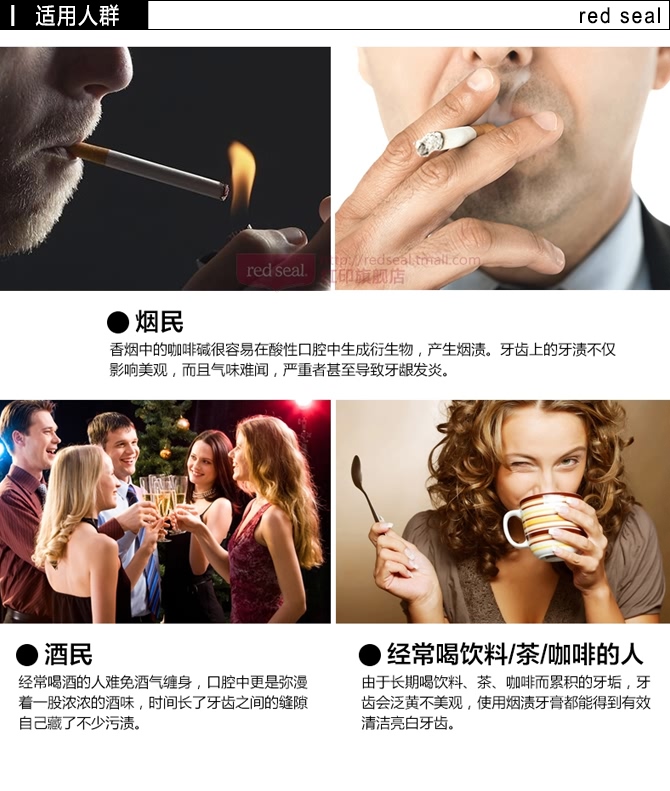 适用人群
red seal
red seal.
http://redseal.tmall.com
红印旗舰店
烟民
香烟中的咖啡碱很容易在酸性口腔中生成衍生物，产生烟渍。牙齿上的牙渍不仅
影响美观，而且气味难闻，严重者甚至导致牙龈发炎。
酒民
经常喝酒的人难免酒气缠身，口腔中更是弥漫
着一股浓浓的酒味，时间长了牙齿之间的缝隙
自己藏了不少污渍。
经常喝饮料/茶/咖啡的人
由于长期喝饮料、茶、咖啡而累积的牙垢，牙
齿会泛黄不美观，使用烟渍牙膏都能得到有效
清洁亮白牙齿。